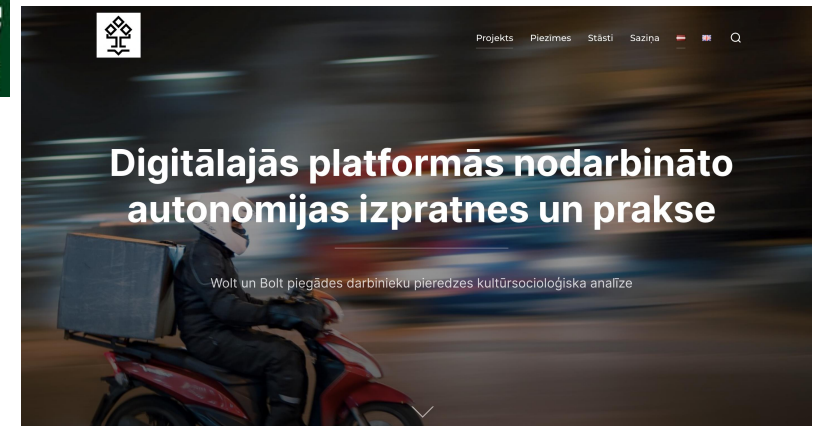 Projekts Piezīmes Stāsti Saziņa
Digitālajās platformās nodarbināto
autonomijas izpratnes un prakse
Wolt un Bolt piegādes darbinieku pieredzes kultūrsocioloģiska analīze